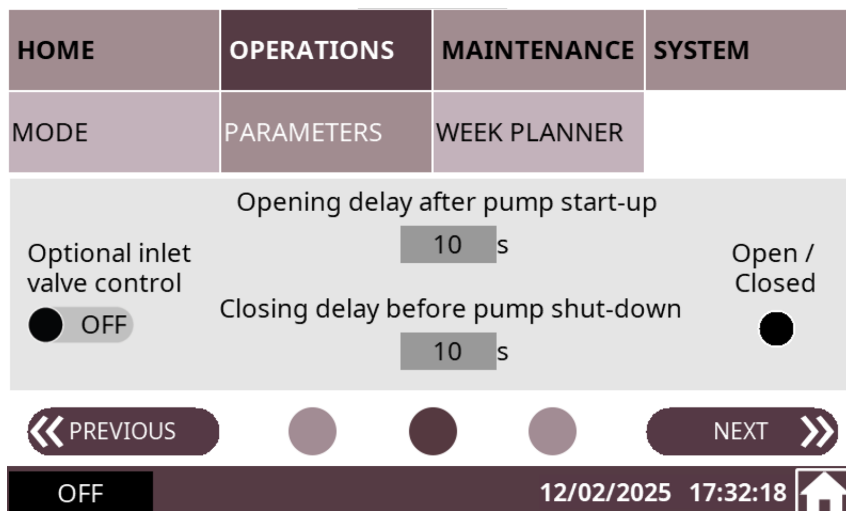 HOME OPERATIONS MAINTENANCE SYSTEM
MODE PARAMETERS WEEK PLANNER
Opening delay after pump start-up
10 s
Optional inlet
valve control
OFF
Closing delay before pump shut-down
10 s
Open /
Closed
PREVIOUS NEXT
OFF 12/02/2025 17:32:18